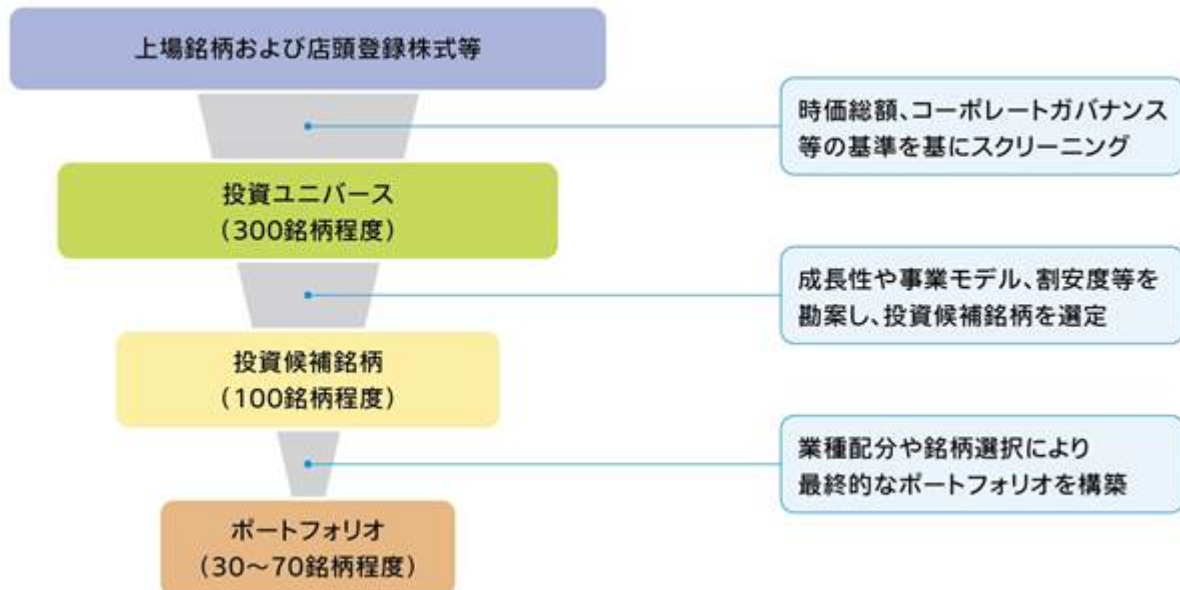 上場銘柄および店頭登録株式等
時価総額、コーポレートガバナンス
等の基準を基にスクリーニング
投資ユニバース
（300銘柄程度）
成長性や事業モデル、割安度等を
勘案し、投資候補銘柄を選定
投資候補銘柄
（100銘柄程度）
業種配分や銘柄選択により
最終的なポートフォリオを構築
ポートフォリオ
（30～70銘柄程度）